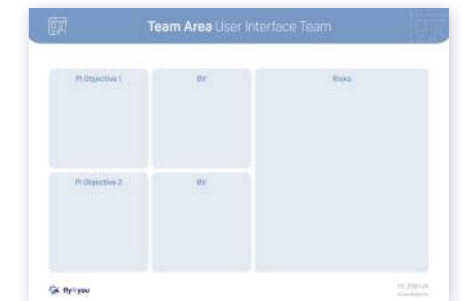 Team Area User Interface Team
PI Objective 1
BV
Risks
PI Objective 2
BV
fly4you